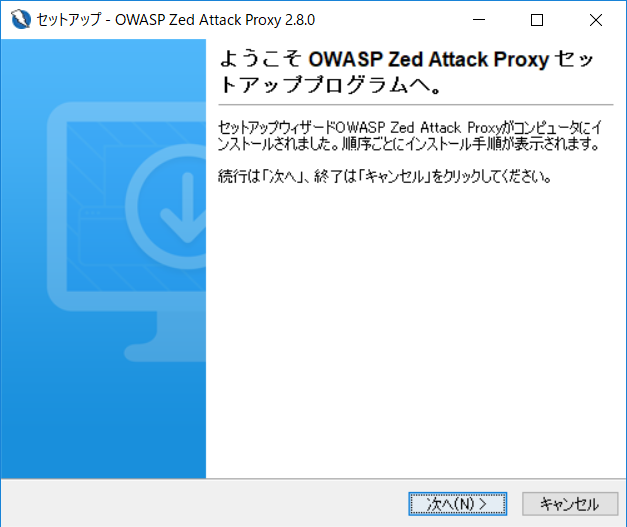 セットアップ - OWASP Zed Attack Proxy 2.8.0
ようこそ OWASP Zed Attack Proxy セッ
トアッププログラムへ。
セットアップウィザードOWASP Zed Attack Proxyがコンピュータにイ
ンストールされました。順序ごとにインストール手順が表示されます。
続行は「次へ」、終了は「キャンセル」をクリックしてください。
次へ(N) >
キャンセル